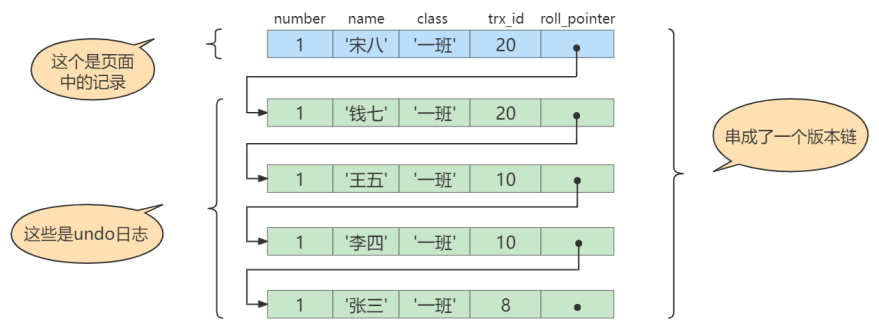 number name class trx_id roll_pointer
1 '宋八' '一班' 20
这个是页面
中的记录
1 '钱七' '一班' 20
串成了一个版本链
1 '王五' '一班' 10
这些是undo日志
1 '李四' '一班' 10
1 '张三' '一班' 8